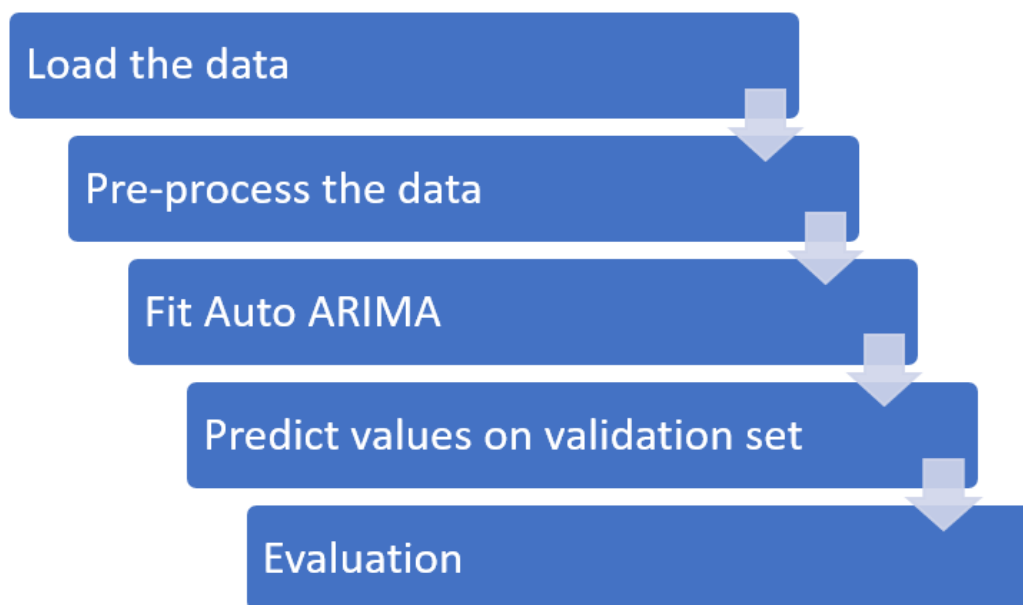 Load the data
Pre-process the data
Fit Auto ARIMA
Predict values on validation set
Evaluation